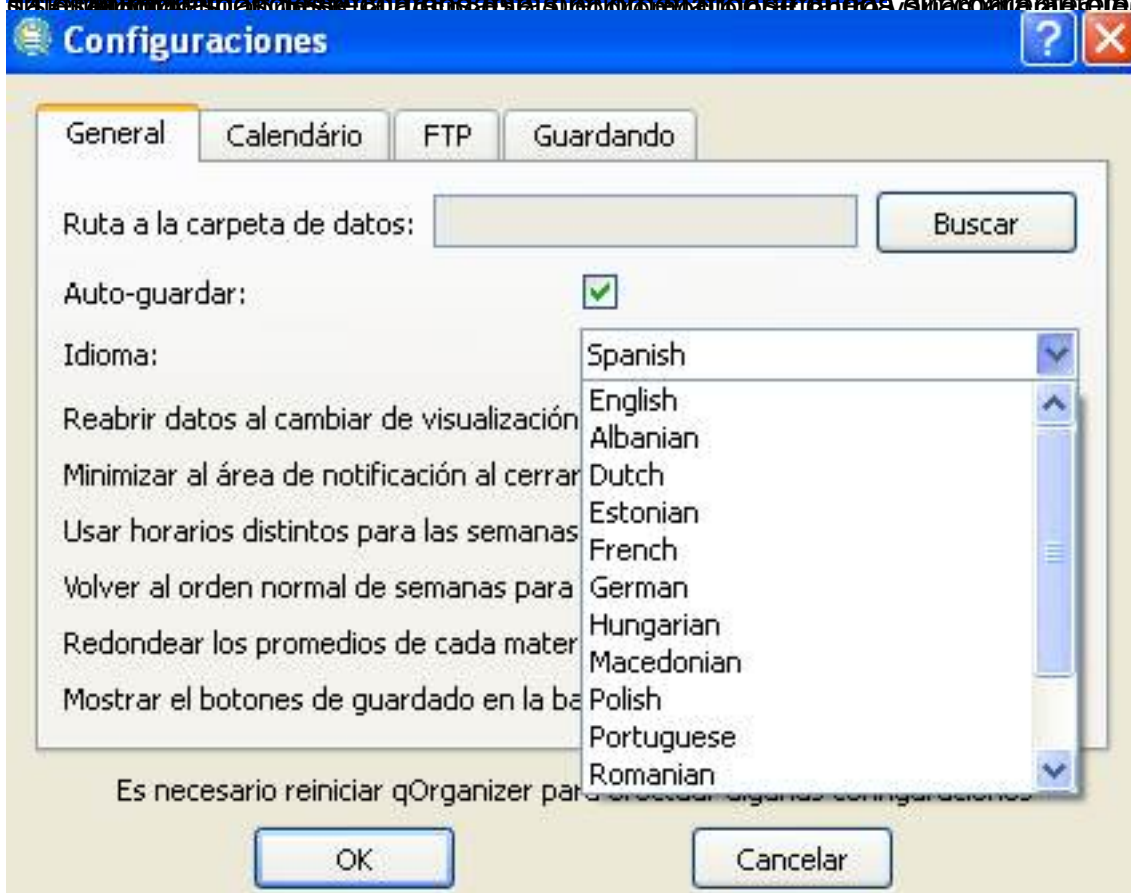 Configuraciones
General Calendário FTP Guardando
Ruta a la carpeta de datos: Buscar
Auto-guardar:
Idioma: Spanish
English
Reabrir datos al cambiar de visualización
Albanian
Minimizar al área de notificación al cerrar Dutch
Estonian
Usar horarios distintos para las semanas
French
Volver al orden normal de semanas para German
Hungarian
Redondear los promedios de cada mater
Macedonian
Mostrar el botones de guardado en la ba Polish
Portuguese
Romanian
Es necesario reiniciar qOrganizer para
OK Cancelar